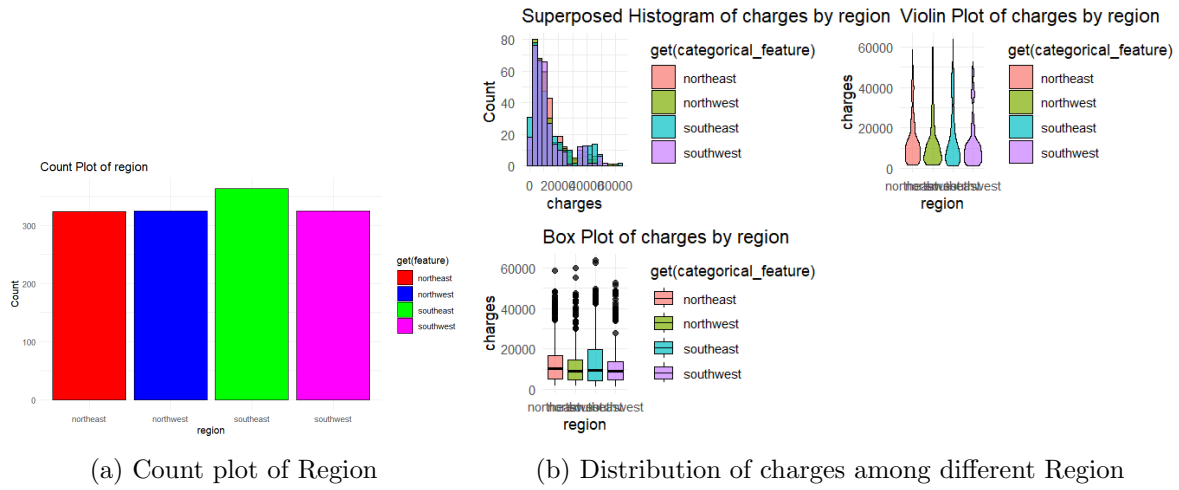 Count Plot of region
Count
300
200
100
0
northeast
northwest
southeast
southwest
region
get(feature)
northeast
northwest
southeast
southwest
(a) Count plot of Region
Superposed Histogram of charges by region
Count
80
60
40
20
0
0
20000
40000
60000
charges
get(categorical_feature)
northeast
northwest
southeast
southwest
Violin Plot of charges by region
charges
60000
40000
20000
0
region
get(categorical_feature)
northeast
northwest
southeast
southwest
Box Plot of charges by region
charges
60000
40000
20000
0
region
get(categorical_feature)
northeast
northwest
southeast
southwest
(b) Distribution of charges among different Region